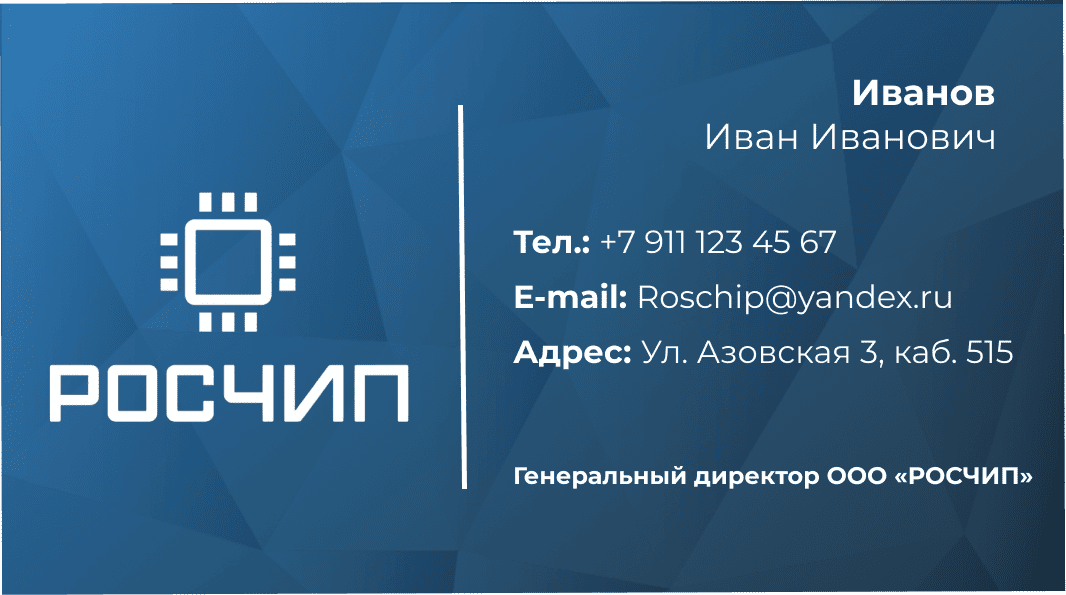 РОСЧИП
Иванов
Иван Иванович
Тел.: +7 911 123 45 67
E-mail: Roschip@yandex.ru
Адрес: Ул. Азовская 3, каб. 515
Генеральный директор ООО «РОСЧИП»